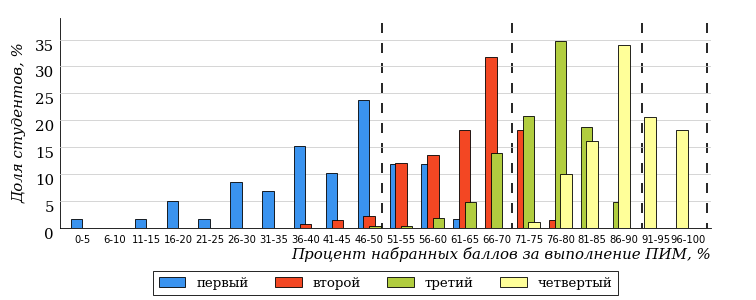 Доля студентов, %
35
30
25
20
15
10
5
0
0-5 6-10 11-15 16-20 21-25 26-30 31-35 36-40 41-45 46-50 51-55 56-60 61-65 66-70 71-75 76-80 81-85 86-90 91-95 96-100
Процент набранных баллов за выполнение ПИМ, %
первый второй третий четвертый